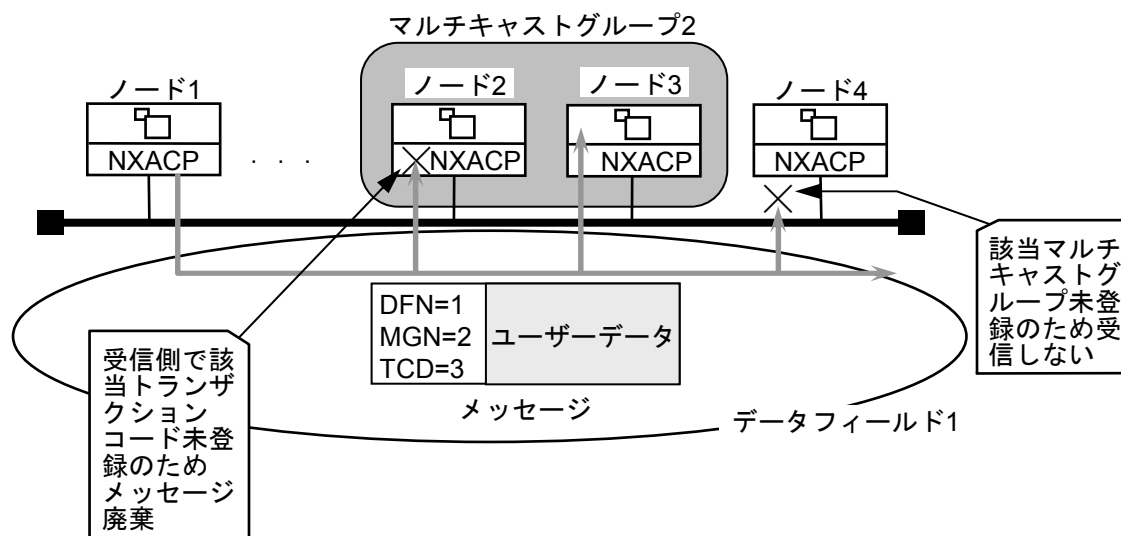 マルチキャストグループ2
ノード1
ノード2
ノード3
ノード4
NXACP
. . .
NXACP
NXACP
NXACP
該当マルチ
キャストグ
ループ未登
録のため受
信しない
DFN=1
MGN=2
TCD=3
ユーザーデータ
メッセージ
データフィールド1
受信側で該
当トランザ
クション
コード未登
録のため
メッセージ
廃棄